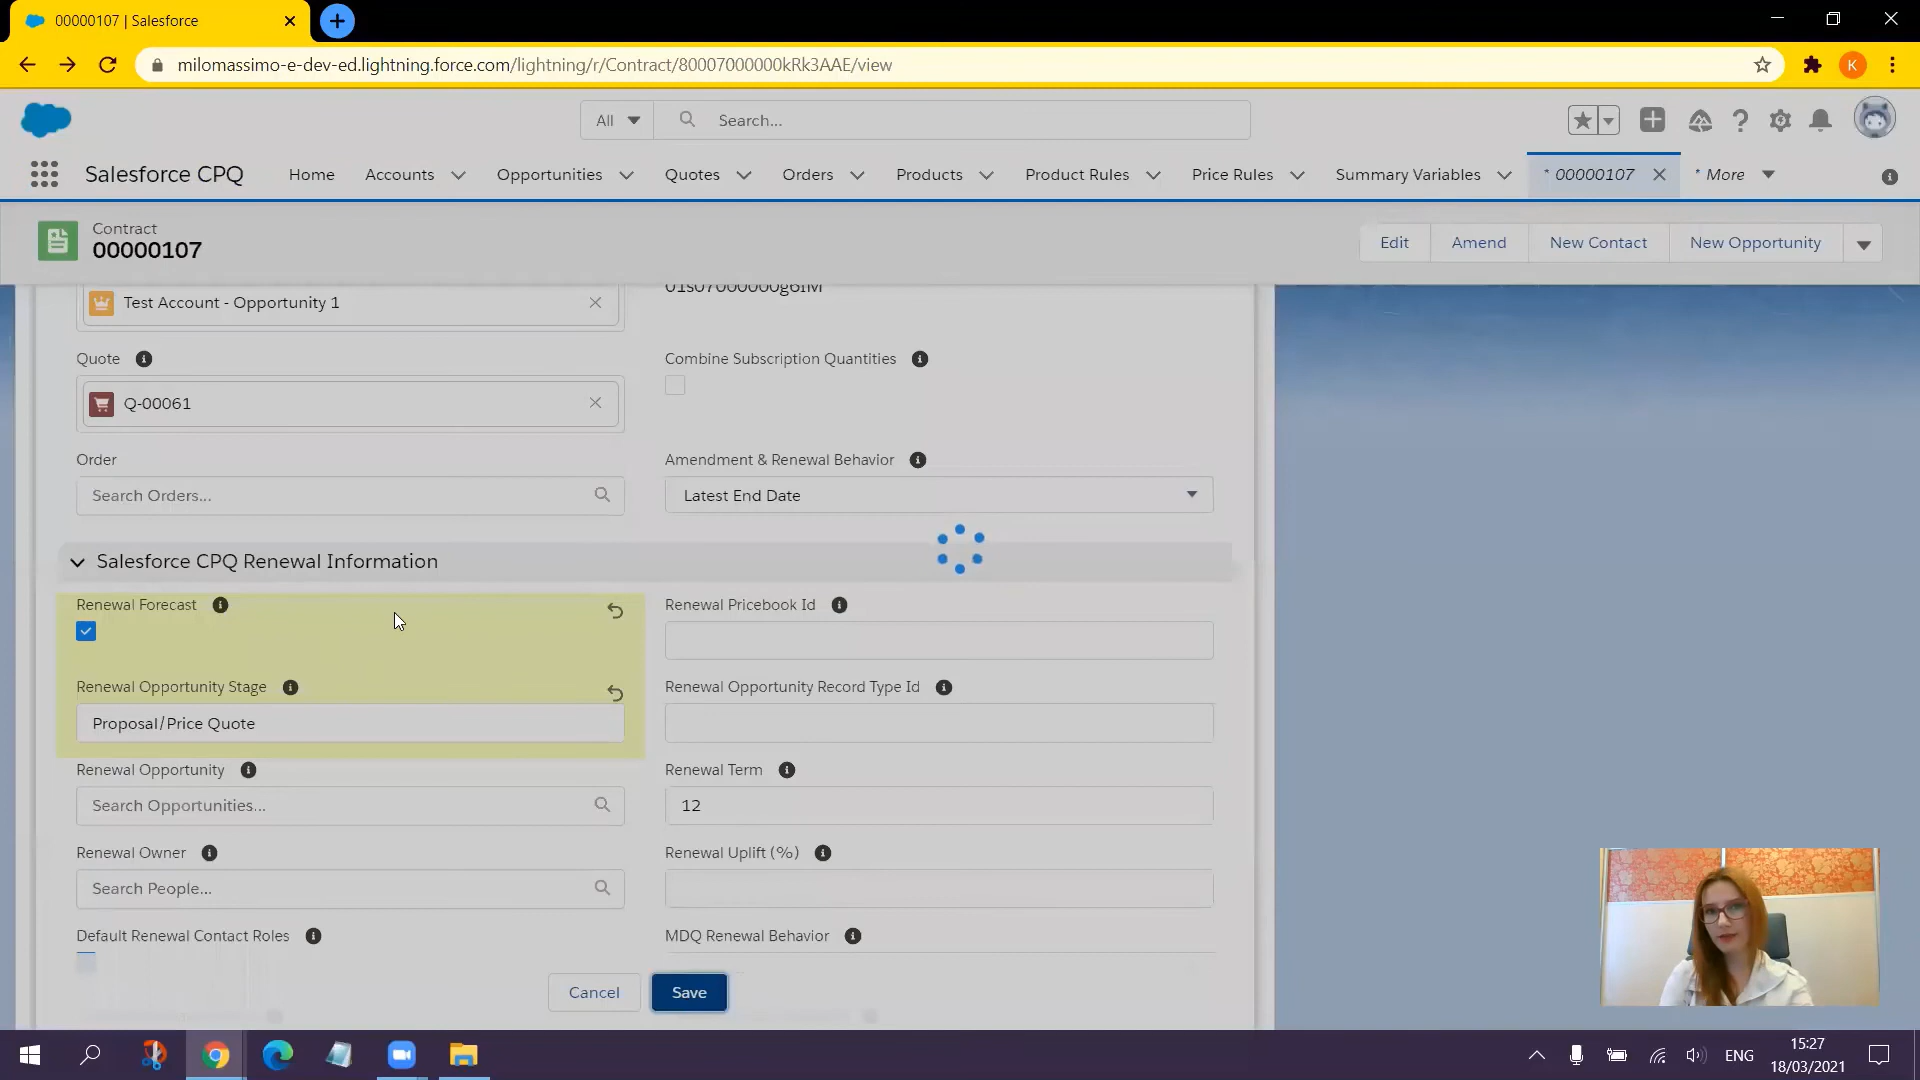 00000107 | Salesforce
milomassimo-e-dev-ed.lightning.force.com/lightning/r/Contract/80007000000kRk3AAE/view
K
All
Search...
Salesforce CPQ
Home
Accounts
Opportunities
Quotes
Orders
Products
Product Rules
Price Rules
Summary Variables
* 00000107
* More
Contract
00000107
Edit
Amend
New Contact
New Opportunity
Test Account - Opportunity 1
Quote
Combine Subscription Quantities
Q-00061
Order
Amendment & Renewal Behavior
Search Orders...
Latest End Date
Salesforce CPQ Renewal Information
Renewal Forecast
Renewal Pricebook Id
Renewal Opportunity Stage
Renewal Opportunity Record Type Id
Proposal/Price Quote
Renewal Opportunity
Renewal Term
Search Opportunities...
12
Renewal Owner
Renewal Uplift (%)
Search People...
Default Renewal Contact Roles
MDQ Renewal Behavior
Cancel
Save
ENG
15:27
18/03/2021